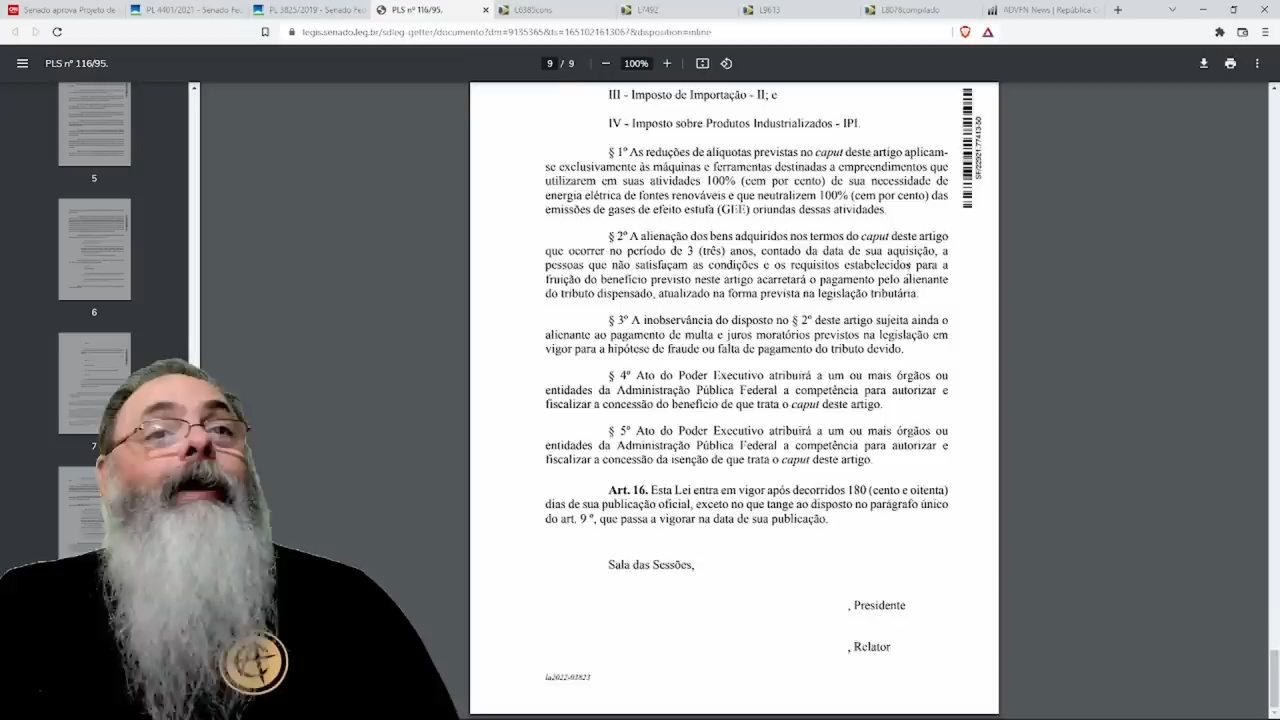 Senado aprova Projeto de
PL 4401/2021 - Senado Fe
PL 3825/2019 - Senado Fe
PLS nº 116/95.
L6385cons
L7492
L9613
L8078compilado
ADVFN News | República C
legis.senado.leg.br/sdleg-getter/documento?dm=9135365&ts=1651021613067&disposition=inline
PLS nº 116/95.
9 / 9
100%
5
6
7
III - Imposto de Importação - II; e
IV - Imposto sobre Produtos Industrializados - IPI.
§ 1º As reduções de alíquotas previstas no caput deste artigo aplicam-
se exclusivamente às máquinas e ferramentas destinadas a empreendimentos que
utilizarem em suas atividades 100% (cem por cento) de sua necessidade de
energia elétrica de fontes renováveis e que neutralizem 100% (cem por cento) das
emissões de gases de efeito estufa (GEE) oriundas dessas atividades.
§ 2º A alienação dos bens adquiridos nos termos do caput deste artigo
que ocorrer no período de 3 (três) anos, contado da data de sua aquisição, a
pessoas que não satisfaçam as condições e os requisitos estabelecidos para a
fruição do benefício previsto neste artigo acarretará o pagamento pelo alienante
do tributo dispensado, atualizado na forma prevista na legislação tributária.
§ 3º A inobservância do disposto no § 2º deste artigo sujeita ainda o
alienante ao pagamento de multa e juros moratórios previstos na legislação em
vigor para a hipótese de fraude ou falta de pagamento do tributo devido.
§ 4º Ato do Poder Executivo atribuirá a um ou mais órgãos ou
entidades da Administração Pública Federal a competência para autorizar e
fiscalizar a concessão do benefício de que trata o caput deste artigo.
§ 5º Ato do Poder Executivo atribuirá a um ou mais órgãos ou
entidades da Administração Pública Federal a competência para autorizar e
fiscalizar a concessão da isenção de que trata o caput deste artigo.
Art. 16. Esta Lei entra em vigor após decorridos 180 (cento e oitenta)
dias de sua publicação oficial, exceto no que tange ao disposto no parágrafo único
do art. 9 º, que passa a vigorar na data de sua publicação.
Sala das Sessões,
, Presidente
, Relator
la2022-03823
SF/22921.77413-50